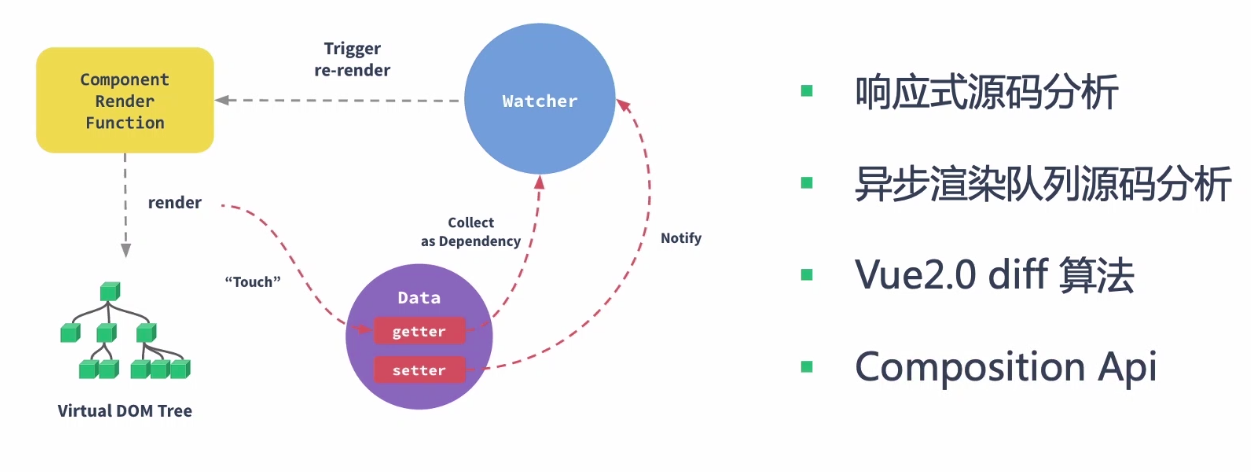 Component
Render
Function
Trigger
re-render
Watcher
render
“Touch”
Collect
as Dependency
Notify
Data
getter
setter
Virtual DOM Tree
响应式源码分析
异步渲染队列源码分析
Vue2.0 diff 算法
Composition Api